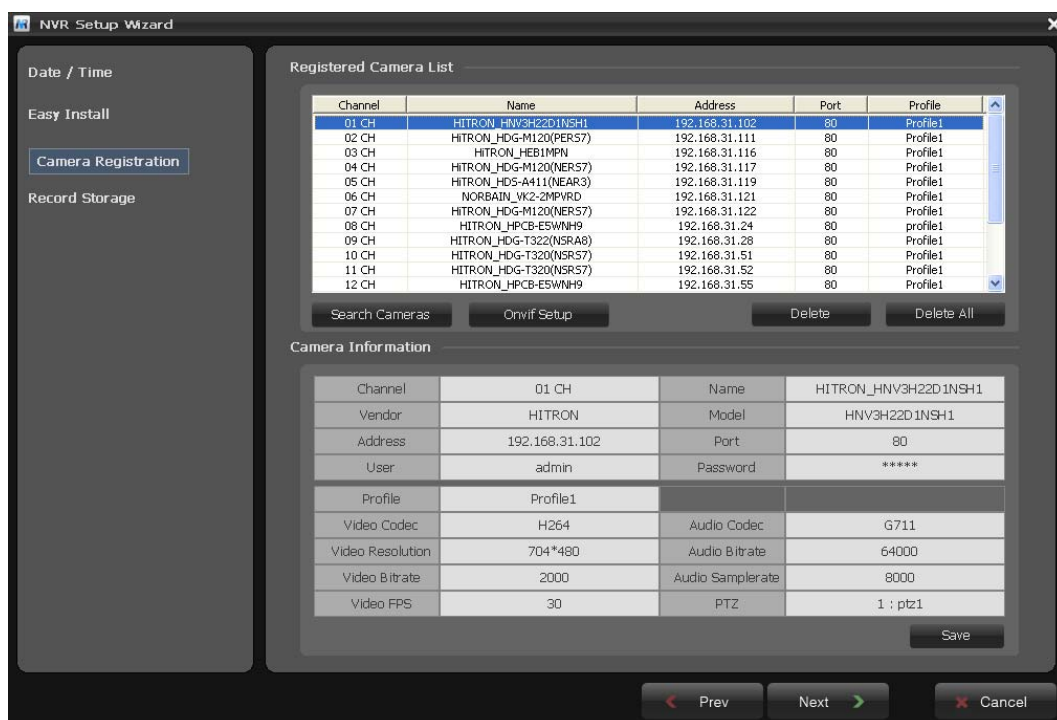 NVR Setup Wizard
Date / Time
Easy Install
Camera Registration
Record Storage
Registered Camera List
Channel Name Address Port Profile
01 CH HITRON_HNV3H22D1NSH1 192.168.31.102 80 Profile1
02 CH HiTRON_HDG-M120(PERS7) 192.168.31.111 80 Profile1
03 CH HiTRON_HEB1MPN 192.168.31.116 80 Profile1
04 CH HiTRON_HDG-M120(NERS7) 192.168.31.117 80 Profile1
05 CH HiTRON_HDS-A411(NEAR3) 192.168.31.119 80 Profile1
06 CH NORBAIN_VK2-2MPVRD 192.168.31.121 80 Profile1
07 CH HiTRON_HDG-M120(NERS7) 192.168.31.122 80 Profile1
08 CH HITRON_HPCB-E5WNH9 192.168.31.24 80 profile1
09 CH HITRON_HDG-T322(NSRA8) 192.168.31.28 80 Profile1
10 CH HITRON_HDG-T320(NSRS7) 192.168.31.51 80 Profile1
11 CH HITRON_HDG-T320(NSRS7) 192.168.31.52 80 Profile1
12 CH HITRON_HPCB-E5WNH9 192.168.31.55 80 Profile1
Search Cameras Onvif Setup Delete Delete All
Camera Information
Channel 01 CH Name HITRON_HNV3H22D1NSH1
Vendor HITRON Model HNV3H22D1NSH1
Address 192.168.31.102 Port 80
User admin Password *****
Profile Profile1
Video Codec H264 Audio Codec G711
Video Resolution 704*480 Audio Bitrate 64000
Video Bitrate 2000 Audio Samplerate 8000
Video FPS 30 PTZ 1 : ptz1
Save
Prev Next Cancel